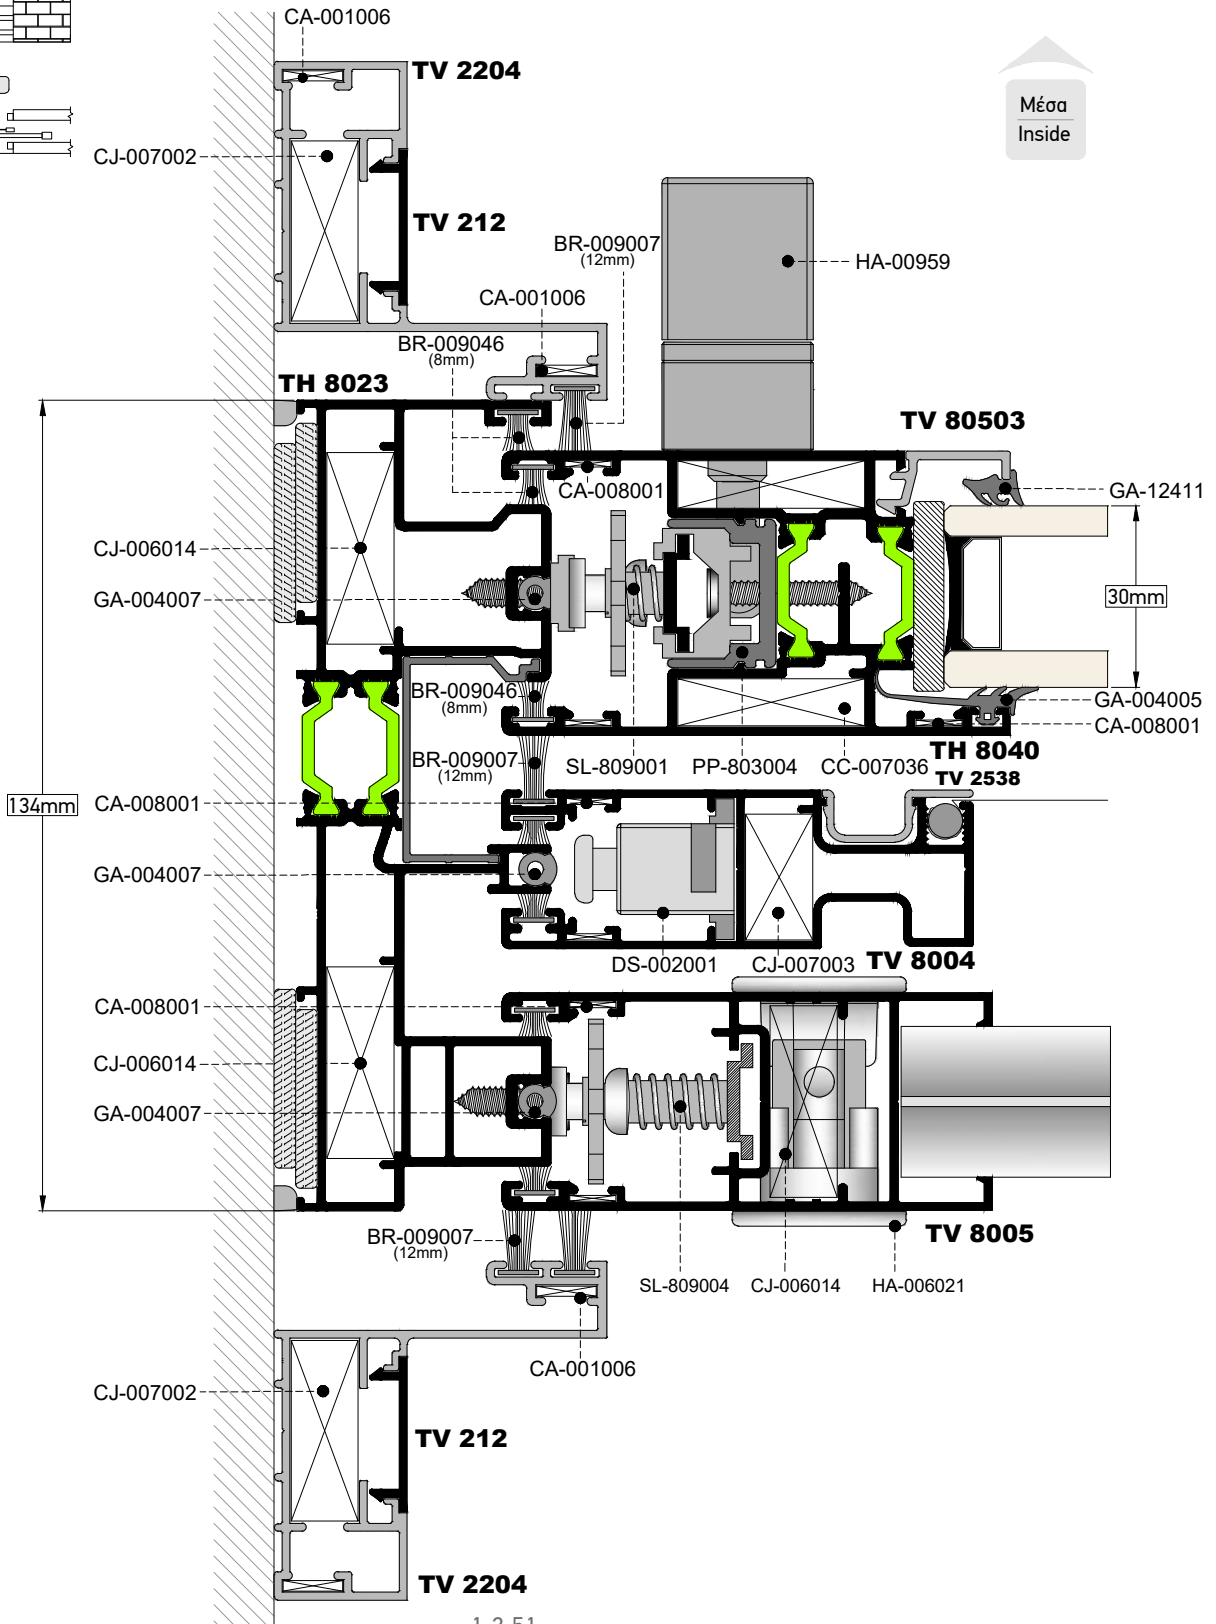 CA-001006
TV 2204
Μέσα
Inside
CJ-007002
TV 212
BR-009007
(12mm)
HA-00959
CA-001006
BR-009046
(8mm)
TH 8023
TV 80503
CA-008001
GA-12411
CJ-006014
GA-004007
30mm
BR-009046
(8mm)
GA-004005
CA-008001
BR-009007
(12mm)
SL-809001
PP-803004
CC-007036
TH 8040
TV 2538
134mm
CA-008001
GA-004007
DS-002001
CJ-007003
TV 8004
CA-008001
CJ-006014
GA-004007
BR-009007
(12mm)
TV 8005
SL-809004
CJ-006014
HA-006021
CA-001006
CJ-007002
TV 212
TV 2204